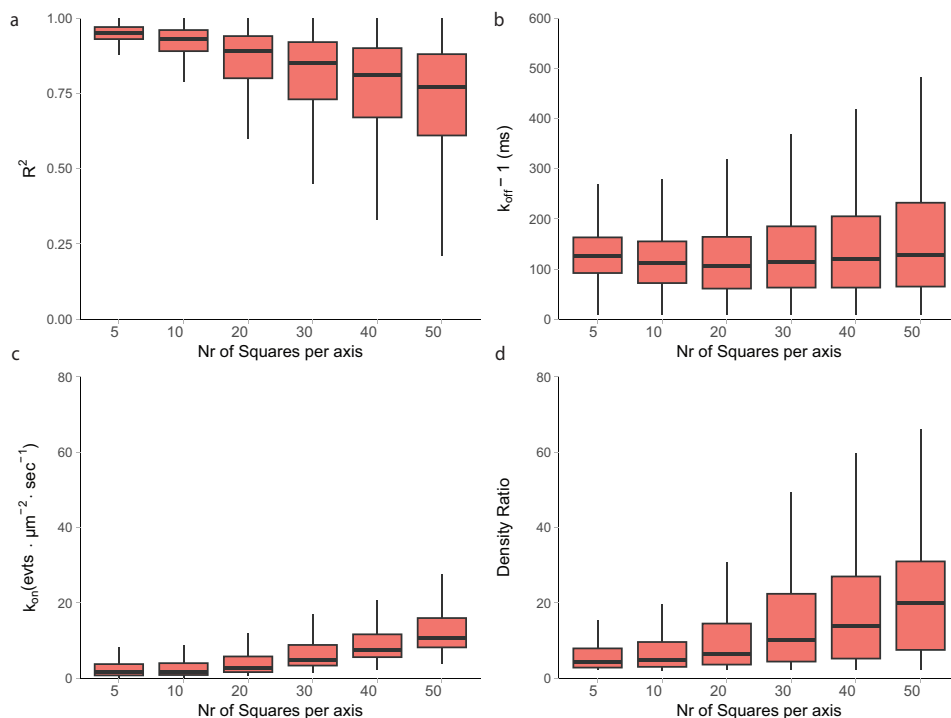 a
1.00
0.75
0.50
0.25
0.00
R²
5 10 20 30 40 50
Nr of Squares per axis
b
600
500
400
300
200
100
0
k_off − 1 (ms)
5 10 20 30 40 50
Nr of Squares per axis
c
80
60
40
20
0
k_on(evts · µm⁻² · sec⁻¹)
5 10 20 30 40 50
Nr of Squares per axis
d
80
60
40
20
0
Density Ratio
5 10 20 30 40 50
Nr of Squares per axis